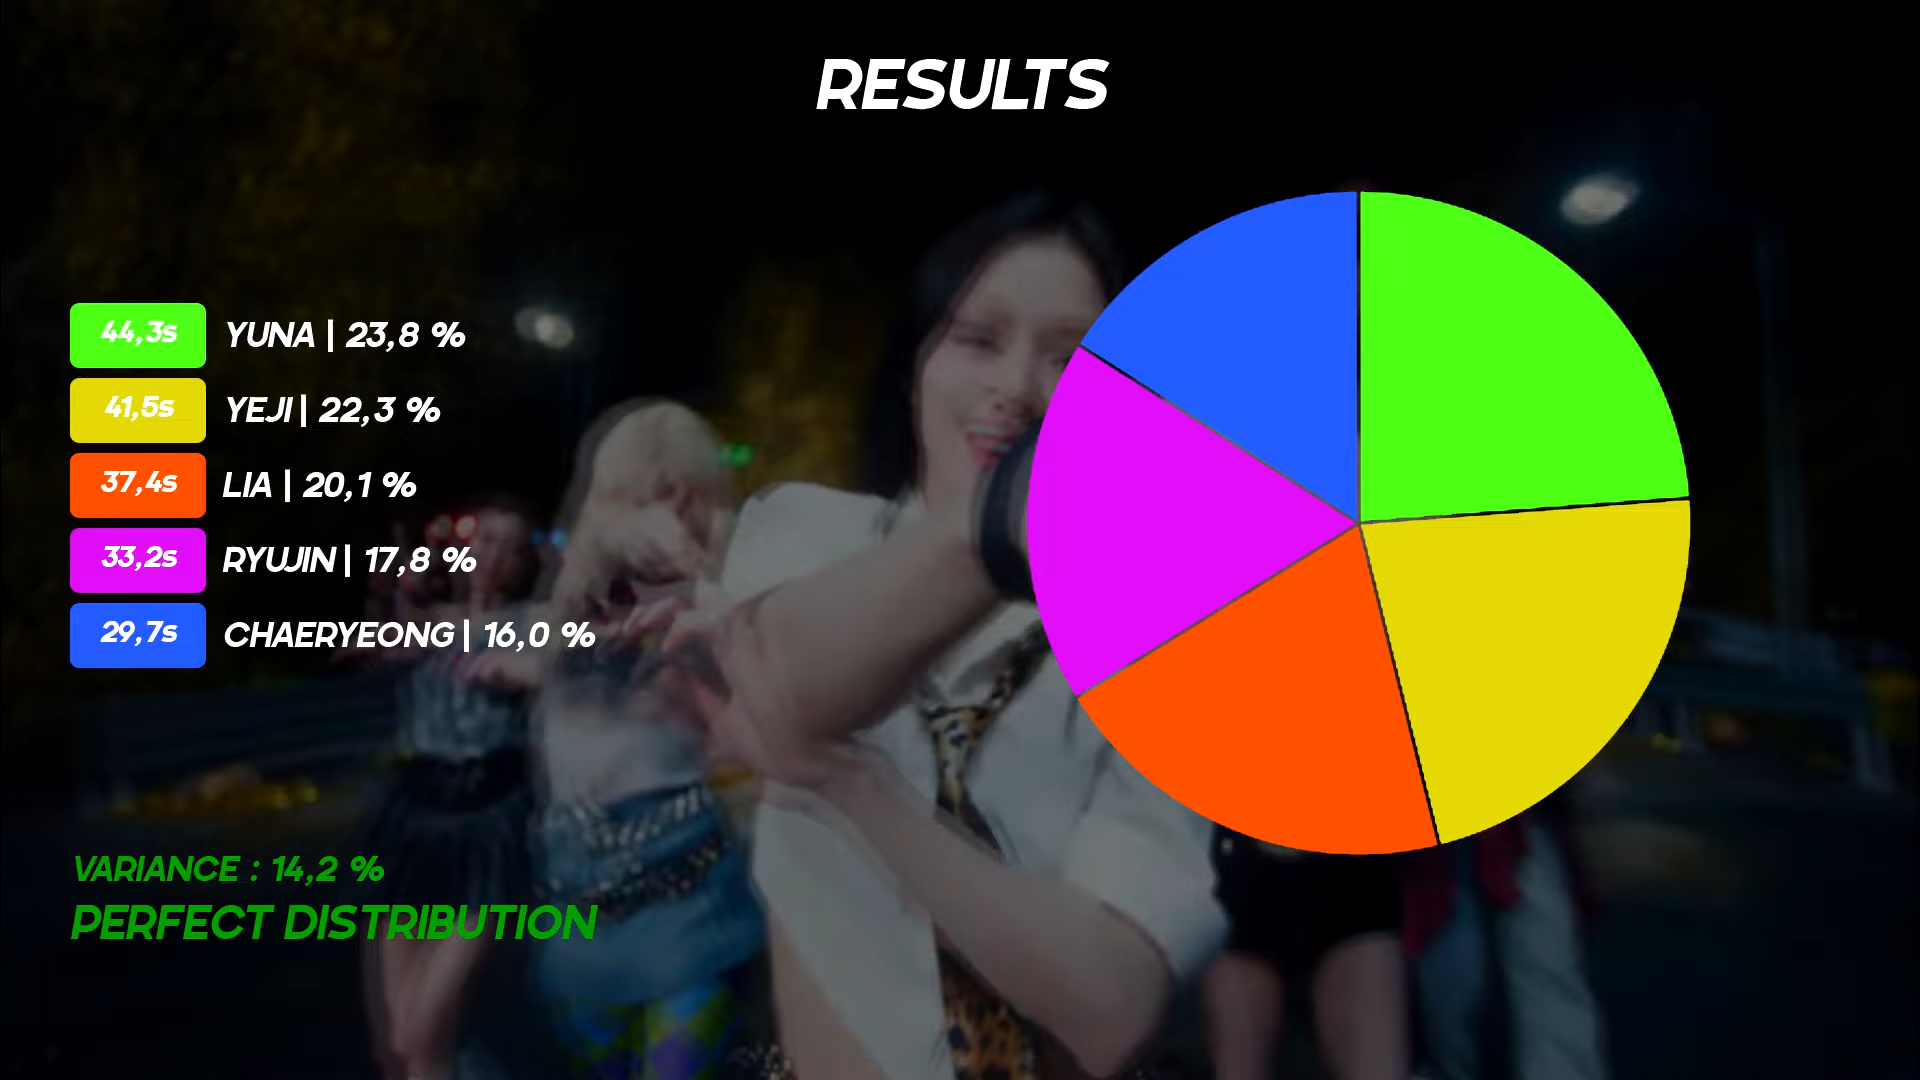 RESULTS
44,3s YUNA | 23,8 %
41,5s YEJI | 22,3 %
37,4s LIA | 20,1 %
33,2s RYUJIN | 17,8 %
29,7s CHAERYEONG | 16,0 %
VARIANCE : 14,2 %
PERFECT DISTRIBUTION